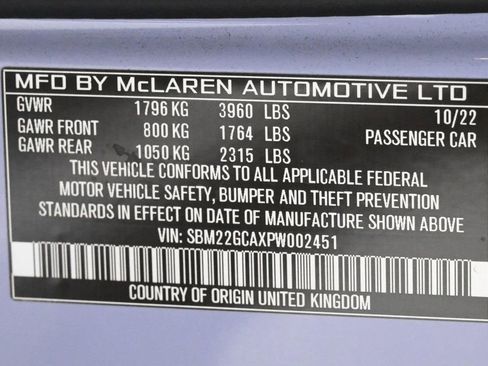 MFD BY McLAREN AUTOMOTIVE LTD
GVWR 1796 KG 3960 LBS 10/22
GAWR FRONT 800 KG 1764 LBS PASSENGER CAR
GAWR REAR 1050 KG 2315 LBS
THIS VEHICLE CONFORMS TO ALL APPLICABLE FEDERAL
MOTOR VEHICLE SAFETY, BUMPER AND THEFT PREVENTION
STANDARDS IN EFFECT ON DATE OF MANUFACTURE SHOWN ABOVE
VIN: SBM22GCAXPW002451
COUNTRY OF ORIGIN UNITED KINGDOM